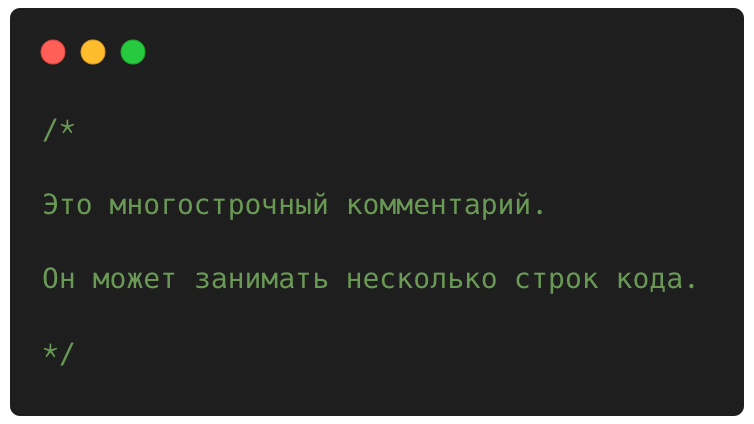 /*
Это многострочный комментарий.
Он может занимать несколько строк кода.
*/